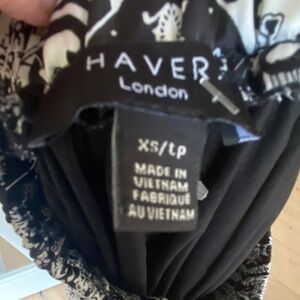 HAVER
London
XS/TP
MADE IN
VIETNAM
FABRIQUÉ
AU VIETNAM